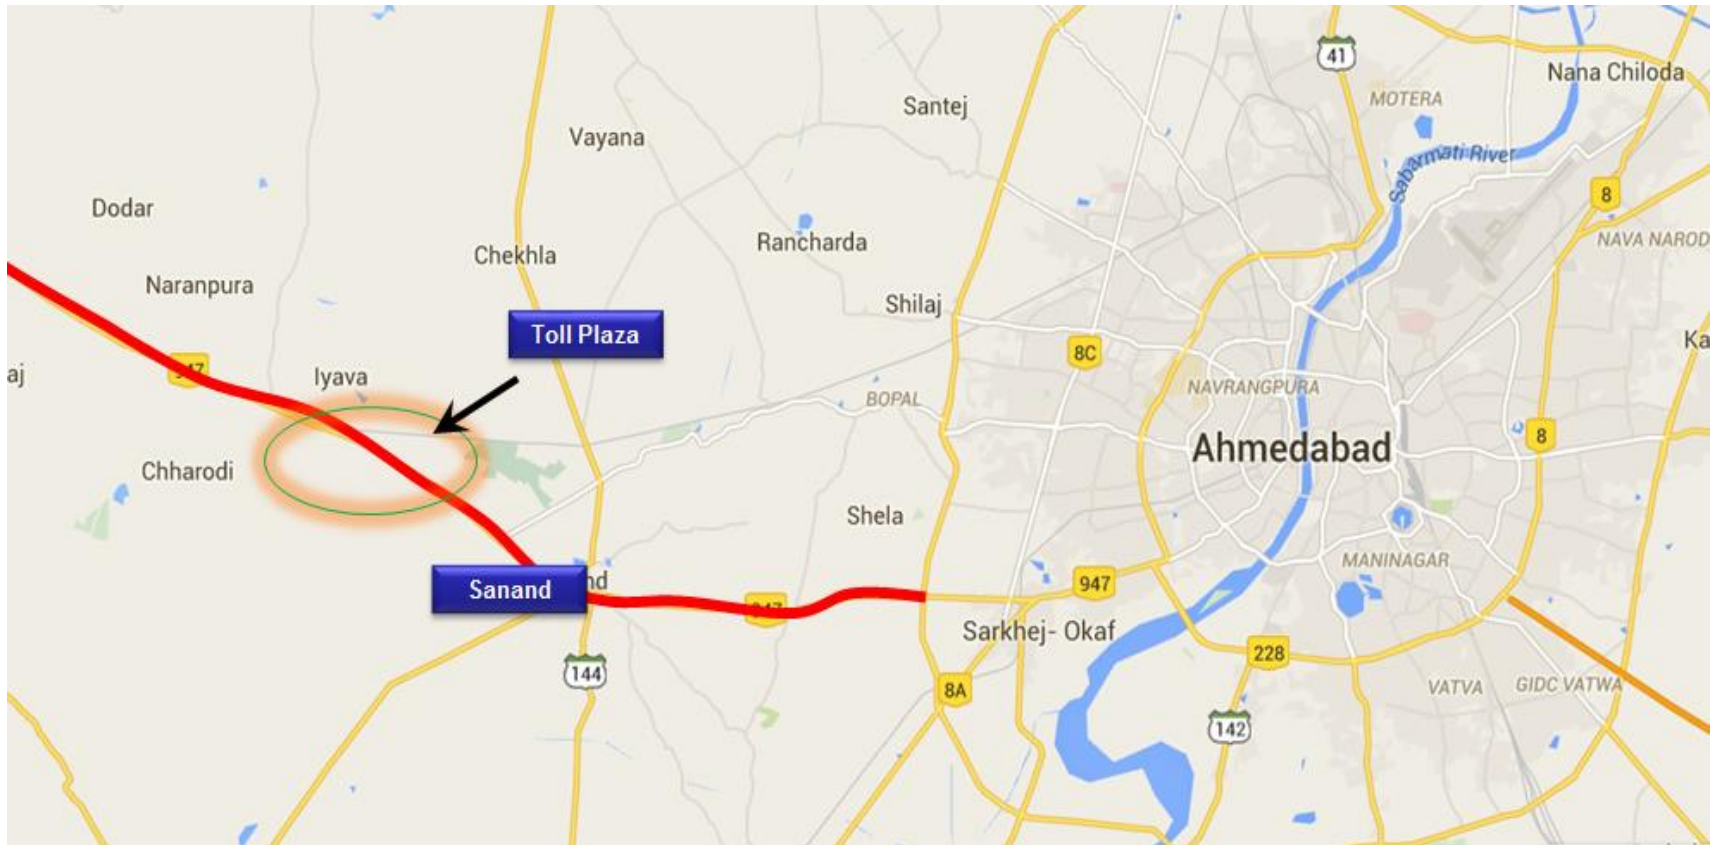 41
Nana Chiloda
MOTERA
Santej
Vayana
Sabarmati River
8
Dodar
NAVA NAROD
Rancharda
Chekhla
Naranpura
Shilaj
Toll Plaza
8C
Ka
947
aj
Iyava
NAVRANGPURA
BOPAL
8
Ahmedabad
Chharodi
Shela
MANINAGAR
Sanand
nd
947
947
Sarkhej- Okaf
228
144
8A
VATVA
GIDC VATWA
142